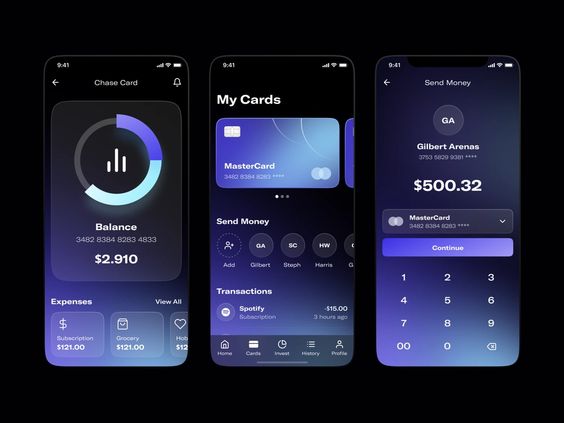 9:41
Chase Card
Balance
3482 8384 8283 4833
$2.910
Expenses
View All
Subscription
$121.00
Grocery
$121.00
Hob
$12
9:41
My Cards
MasterCard
3482 8384 8283 ****
Send Money
Add
GA
Gilbert
SC
Steph
HW
Harris
G
Transactions
Spotify
-$15.00
Subscription
3 hours ago
Home
Cards
Invest
History
Profile
9:41
Send Money
GA
Gilbert Arenas
3753 5829 9381 ****
$500.32
MasterCard
3482 8384 8283 ****
Continue
1 2 3
4 5 6
7 8 9
00 0